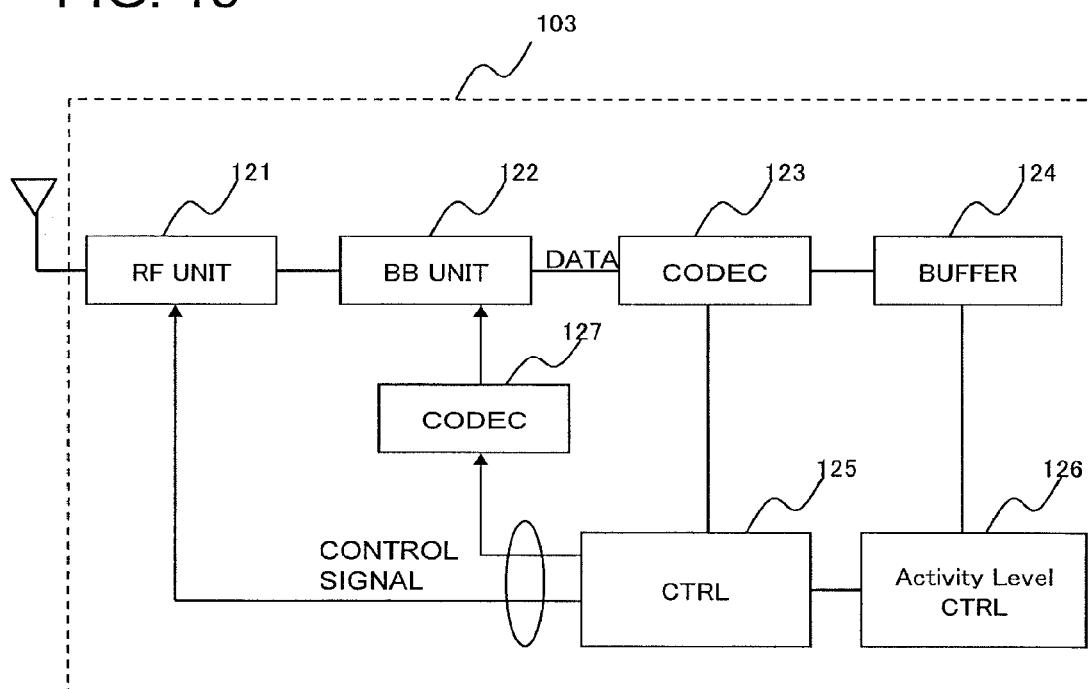 103
121
122
123
124
RF UNIT
BB UNIT
DATA
CODEC
BUFFER
127
CODEC
125
126
CONTROL
SIGNAL
CTRL
Activity Level
CTRL